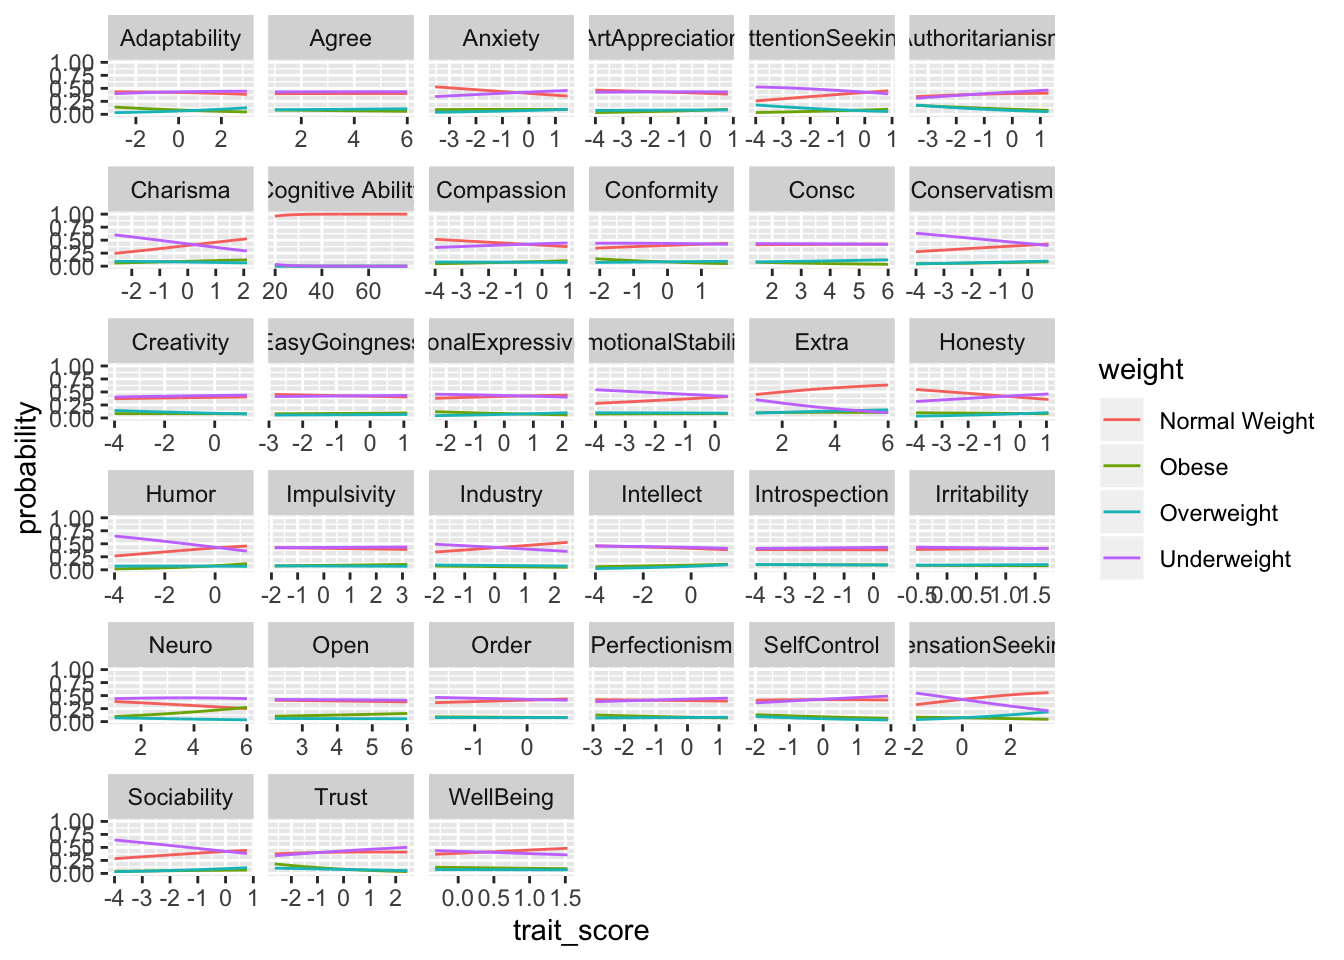 Adaptability Agree Anxiety ArtAppreciation ttentionSeekin uthoritarianism
1.00
0.75
0.50
0.25
0.00
-2 0 2 2 4 6 -3 -2 -1 0 1 -4 -3 -2 -1 0 1 -4 -3 -2 -1 0 1 -3 -2 -1 0 1
Charisma Cognitive Abilit Compassion Conformity Consc Conservatism
1.00
0.75
0.50
0.25
0.00
-2 -1 0 1 2 20 40 60 -4 -3 -2 -1 0 1 -2 -1 0 1 2 3 4 5 6 -4 -3 -2 -1 0
Creativity EasyGoingness onalExpressive motionalStabili Extra Honesty
1.00
0.75
0.50
0.25
0.00
-4 -2 0 -3 -2 -1 0 1 -2 -1 0 1 2 -4 -3 -2 -1 0 2 4 6 -4 -3 -2 -1 0 1
Humor Impulsivity Industry Intellect Introspection Irritability
1.00
0.75
0.50
0.25
0.00
-4 -2 0 -2 -1 0 1 2 3 -2 -1 0 1 2 -4 -2 0 -4 -3 -2 -1 0 -0.5 0.0 0.5 1.0 1.5
Neuro Open Order Perfectionism SelfControl ensationSeekin
1.00
0.75
0.50
0.25
0.00
2 4 6 3 4 5 6 -1 0 -3 -2 -1 0 1 -2 -1 0 1 2 -2 0 2
Sociability Trust WellBeing
1.00
0.75
0.50
0.25
0.00
-4 -3 -2 -1 0 1 -2 -1 0 1 2 0.0 0.5 1.0 1.5
trait_score
probability
weight
Normal Weight
Obese
Overweight
Underweight